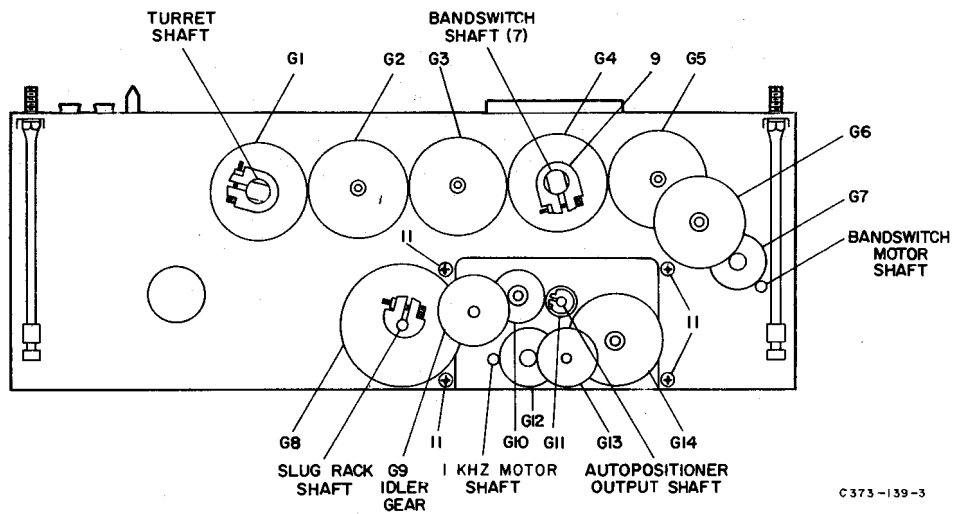 TURRET
SHAFT
BANDSWITCH
SHAFT (7)
G1
G2
G3
G4
9
G5
G6
G7
BANDSWITCH
MOTOR
SHAFT
11
11
G12
G8
11
G10
G11
G13
G14
SLUG RACK
SHAFT
G9
IDLER
GEAR
1 KHZ MOTOR
SHAFT
AUTOPOSITIONER
OUTPUT SHAFT
C373-139-3